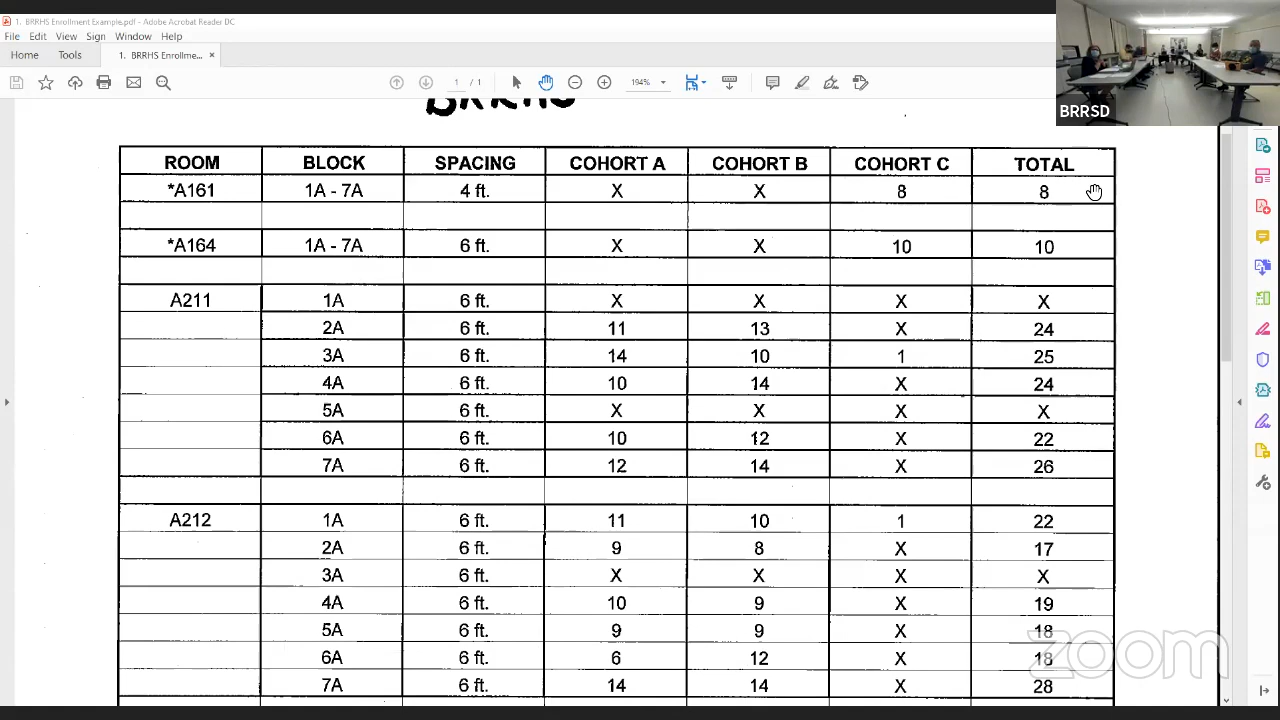 1. BRRHS Enrollment Example.pdf - Adobe Acrobat Reader DC
File Edit View Sign Window Help
Home Tools 1. BRRHS Enrollme... ×
1 / 1 194%
BRRSD
BRRHS
ROOM BLOCK SPACING COHORT A COHORT B COHORT C TOTAL
*A161 1A - 7A 4 ft. X X 8 8
*A164 1A - 7A 6 ft. X X 10 10
A211 1A 6 ft. X X X X
2A 6 ft. 11 13 X 24
3A 6 ft. 14 10 1 25
4A 6 ft. 10 14 X 24
5A 6 ft. X X X X
6A 6 ft. 10 12 X 22
7A 6 ft. 12 14 X 26
A212 1A 6 ft. 11 10 1 22
2A 6 ft. 9 8 X 17
3A 6 ft. X X X X
4A 6 ft. 10 9 X 19
5A 6 ft. 9 9 X 18
6A 6 ft. 6 12 X 18
7A 6 ft. 14 14 X 28
zoom